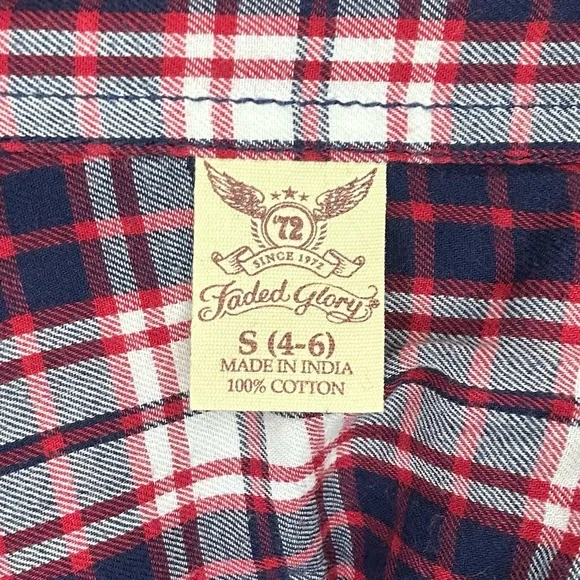 '72
SINCE 1972
Faded Glory
S (4-6)
MADE IN INDIA
100% COTTON